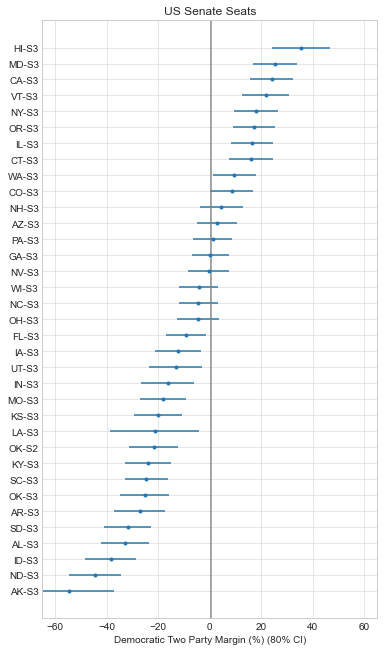 US Senate Seats
HI-S3
MD-S3
CA-S3
VT-S3
NY-S3
OR-S3
IL-S3
CT-S3
WA-S3
CO-S3
NH-S3
AZ-S3
PA-S3
GA-S3
NV-S3
WI-S3
NC-S3
OH-S3
FL-S3
IA-S3
UT-S3
IN-S3
MO-S3
KS-S3
LA-S3
OK-S2
KY-S3
SC-S3
OK-S3
AR-S3
SD-S3
AL-S3
ID-S3
ND-S3
AK-S3
−60 −40 −20 0 20 40 60
Democratic Two Party Margin (%) (80% CI)